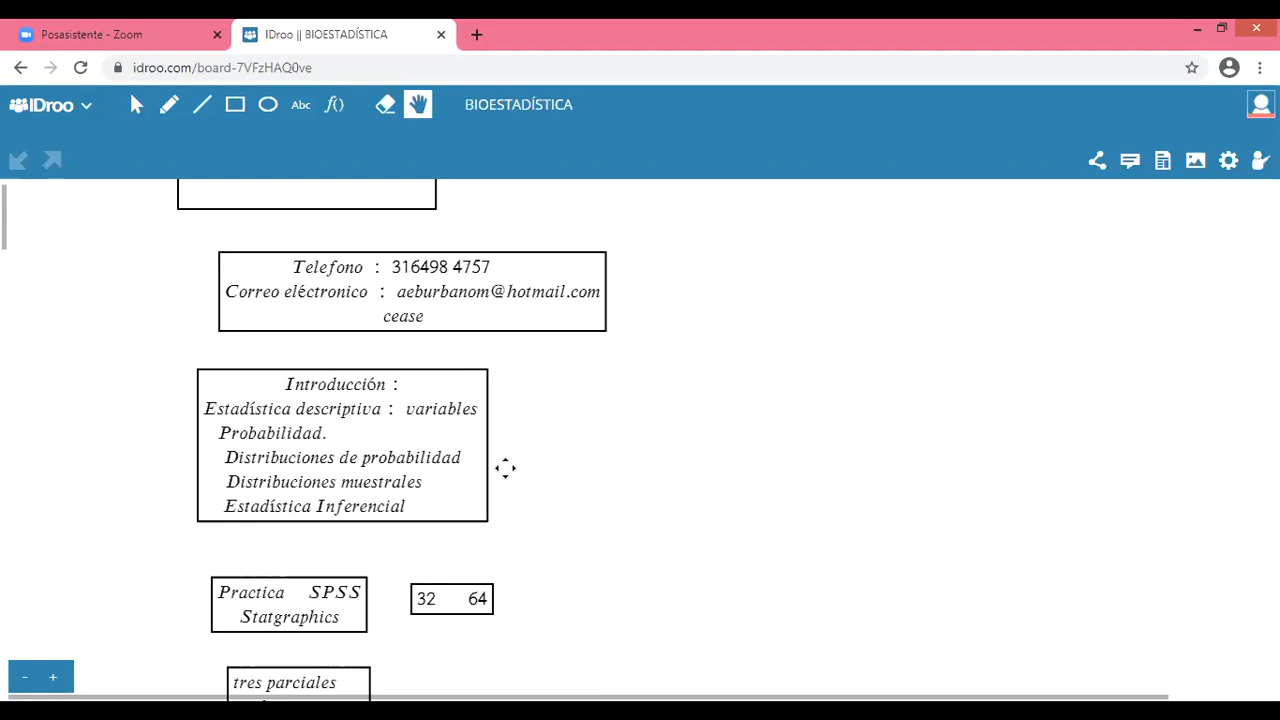 Posasistente - Zoom
IDroo || BIOESTADÍSTICA
idroo.com/board-7VFzHAQ0ve
IDroo
Abc
f()
BIOESTADÍSTICA
Telefono : 316498 4757
Correo eléctronico : aeburbanom@hotmail.com
cease
Introducción :
Estadística descriptiva : variables
Probabilidad.
Distribuciones de probabilidad
Distribuciones muestrales
Estadística Inferencial
Practica SPSS
Statgraphics
32 64
tres parciales
- +